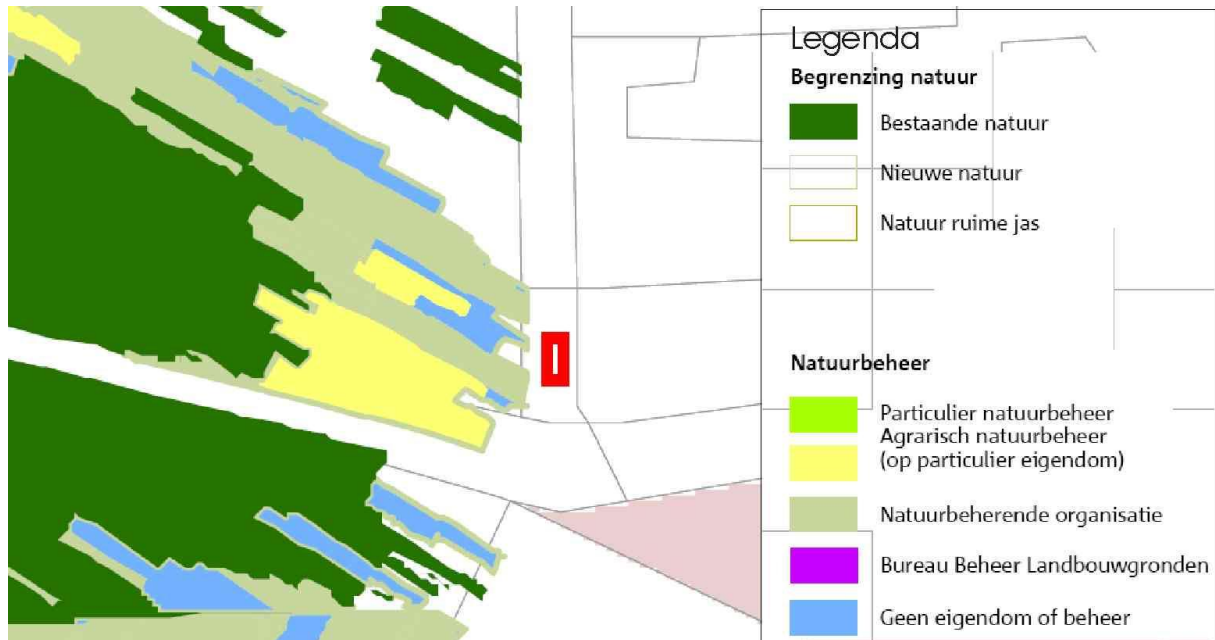 Legenda
Begrenzing natuur
Bestaande natuur
Nieuwe natuur
Natuur ruime jas
Natuurbeheer
Particulier natuurbeheer
Agrarisch natuurbeheer
(op particulier eigendom)
Natuurbeherende organisatie
Bureau Beheer Landbouwgronden
Geen eigendom of beheer